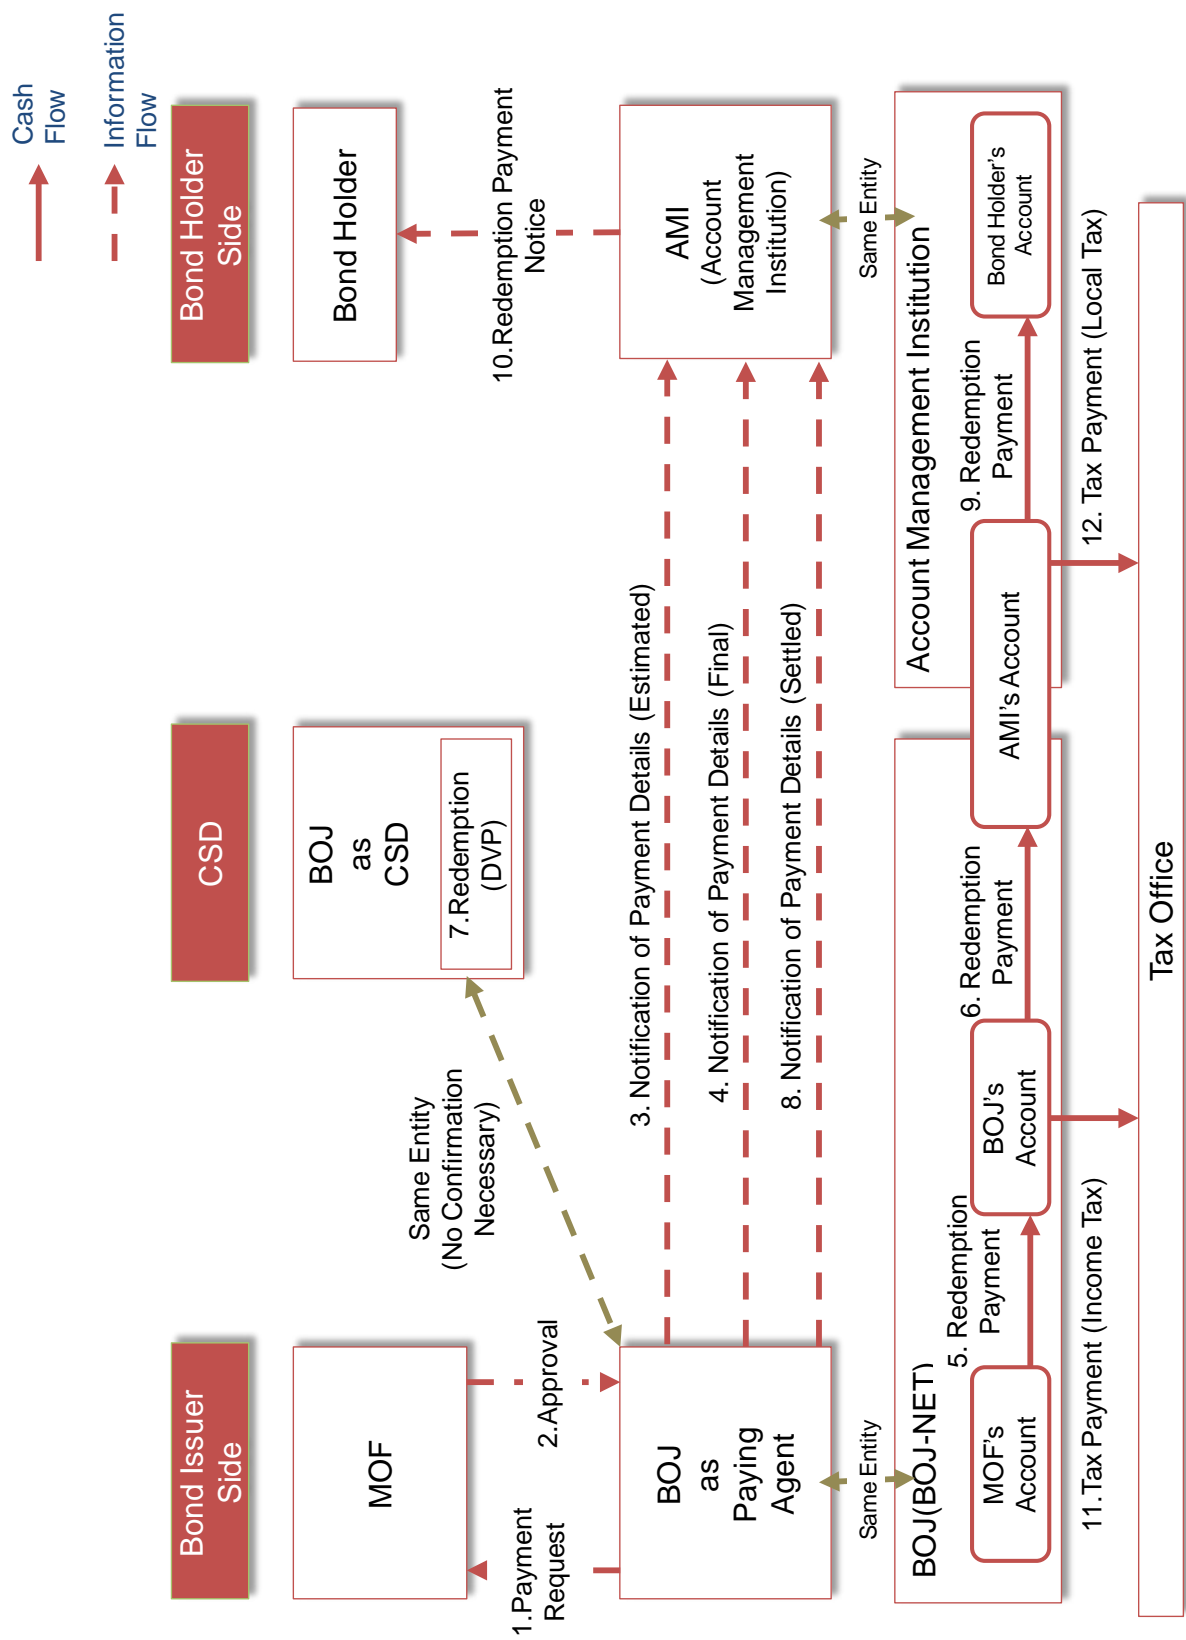 Cash
Flow
Information
Flow
Bond Issuer
Side
CSD
Bond Holder
Side
MOF
BOJ
as
CSD
7.Redemption
(DVP)
Bond Holder
1.Payment
Request
2.Approval
Same Entity
(No Confirmation
Necessary)
10.Redemption Payment
Notice
BOJ
as
Paying
Agent
3. Notification of Payment Details (Estimated)
4. Notification of Payment Details (Final)
8. Notification of Payment Details (Settled)
AMI
(Account
Management
Institution)
Same Entity
Same Entity
BOJ(BOJ-NET)
Account Management Institution
MOF's
Account
5. Redemption
Payment
BOJ's
Account
6. Redemption
Payment
AMI's Account
9. Redemption
Payment
Bond Holder's
Account
11.Tax Payment (Income Tax)
12. Tax Payment (Local Tax)
Tax Office